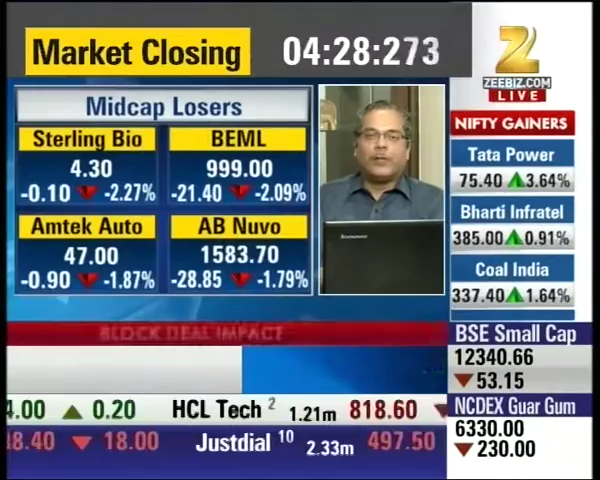 Market Closing
04:28:273
Z
ZEEBIZ.COM
LIVE
Midcap Losers
Sterling Bio
4.30
-0.10 -2.27%
BEML
999.00
-21.40 -2.09%
Amtek Auto
47.00
-0.90 -1.87%
AB Nuvo
1583.70
-28.85 -1.79%
lenovo
NIFTY GAINERS
Tata Power
75.40 3.64%
Bharti Infratel
385.00 0.91%
Coal India
337.40 1.64%
BLOCK DEAL IMPACT
BSE Small Cap
12340.66
53.15
NCDEX Guar Gum
6330.00
230.00
4.00 0.20 HCL Tech 2 1.21m 818.60
8.40 18.00 Justdial 10 2.33m 497.50